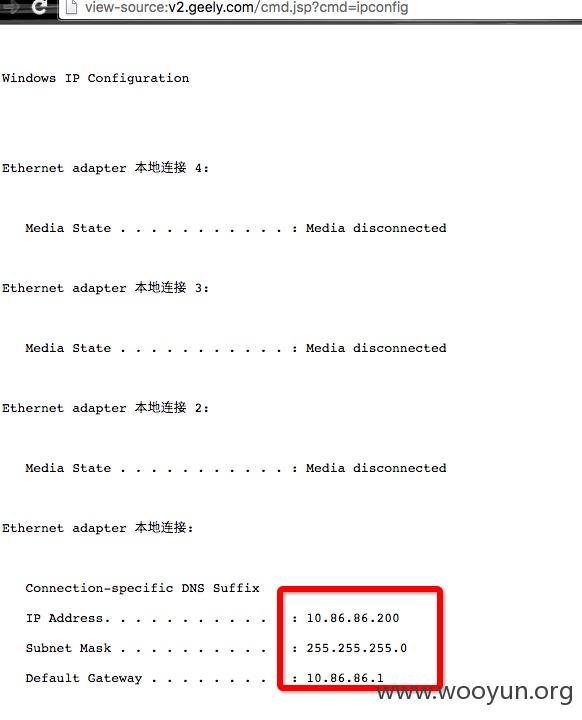 view-source:v2.geely.com/cmd.jsp?cmd=ipconfig
Windows IP Configuration
Ethernet adapter 本地连接 4:
Media State . . . . . . . . . . . : Media disconnected
Ethernet adapter 本地连接 3:
Media State . . . . . . . . . . . : Media disconnected
Ethernet adapter 本地连接 2:
Media State . . . . . . . . . . . : Media disconnected
Ethernet adapter 本地连接:
Connection-specific DNS Suffix
IP Address. . . . . . . . . . . : 10.86.86.200
Subnet Mask . . . . . . . . . . : 255.255.255.0
Default Gateway . . . . . . . . : 10.86.86.1
www.wooyun.org